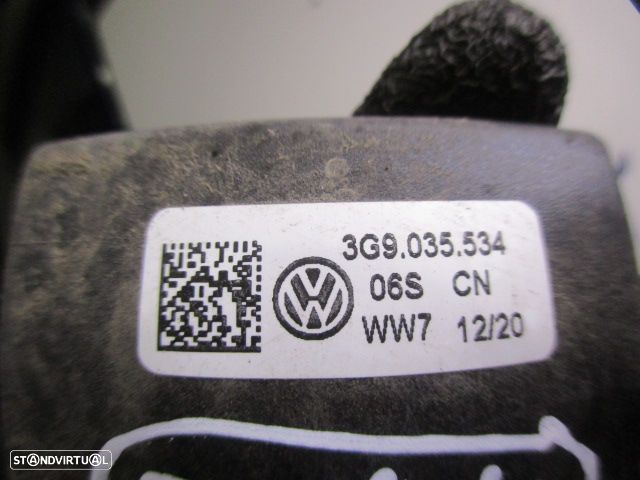 3G9.035.534
06S CN
WW7 12/20
STANDVIRTUAL